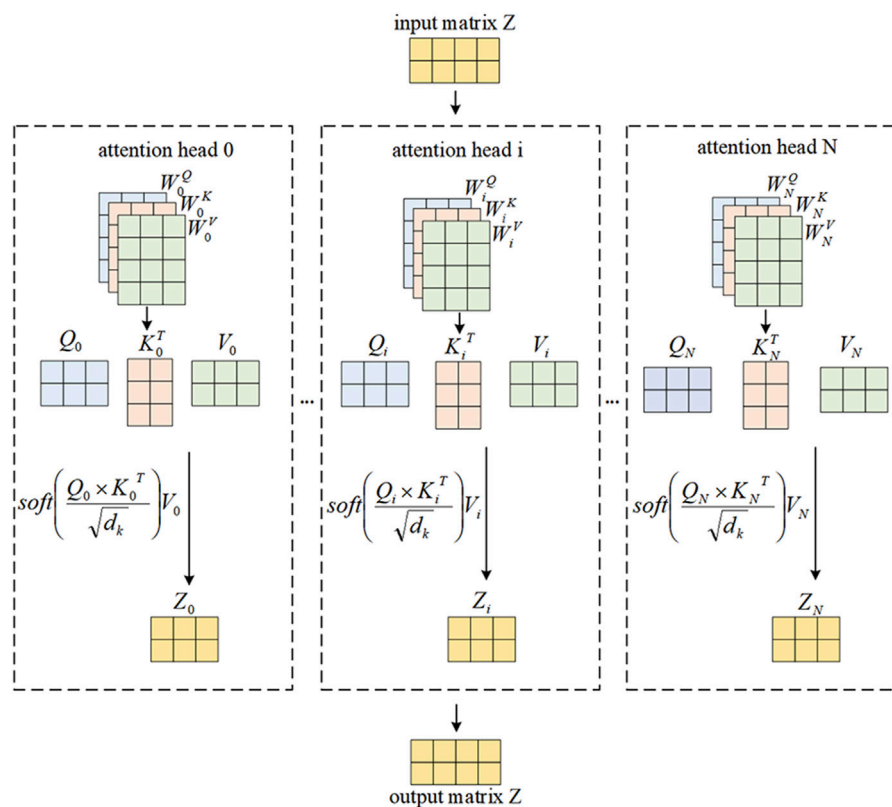 input matrix Z
attention head 0
attention head i
attention head N
W_0^Q
W_0^K
W_0^V
W_i^Q
W_i^K
W_i^V
W_N^Q
W_N^K
W_N^V
Q_0 K_0^T V_0
Q_i K_i^T V_i
Q_N K_N^T V_N
...
...
soft(Q_0 × K_0^T / √d_k)V_0
soft(Q_i × K_i^T / √d_k)V_i
soft(Q_N × K_N^T / √d_k)V_N
Z_0
Z_i
Z_N
output matrix Z